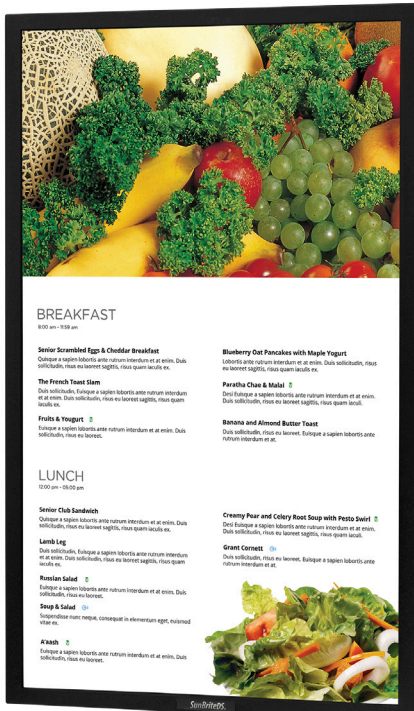 BREAKFAST
8:00 am - 11:59 am
Senior Scrambled Eggs & Cheddar Breakfast
Quisque a sapien lobortis ante rutrum interdum et at enim. Duis
sollicitudin, risus eu laoreet sagittis, risus quam iaculis ex.
The French Toast Slam
Duis sollicitudin, Euisque a sapien lobortis ante rutrum interdum
et at enim. Duis sollicitudin, risus eu laoreet sagittis, risus quam
iaculis ex.
Fruits & Yougurt
Euisque a sapien lobortis ante rutrum interdum et at enim. Duis
sollicitudin, risus eu laoreet.
Blueberry Oat Pancakes with Maple Yogurt
Lobortis ante rutrum interdum et at enim. Duis sollicitudin, risus
eu laoreet sagittis, risus quam iaculis ex.
Paratha Chae & Malai
Desi Euisque a sapien lobortis ante rutrum interdum et at enim.
Duis sollicitudin, risus eu laoreet sagittis, risus quam iaculi.
Banana and Almond Butter Toast
Duis sollicitudin, risus eu laoreet. Euisque a sapien lobortis ante
rutrum interdum et at.
LUNCH
12:00 pm - 05:00 pm
Senior Club Sandwich
Quisque a sapien lobortis ante rutrum interdum et at enim. Duis
sollicitudin, risus eu laoreet sagittis, risus quam iaculis ex.
Lamb Leg
Duis sollicitudin, Euisque a sapien lobortis ante rutrum interdum
et at enim. Duis sollicitudin, risus eu laoreet sagittis, risus quam
iaculis ex.
Russian Salad
Euisque a sapien lobortis ante rutrum interdum et at enim. Duis
sollicitudin, risus eu laoreet.
Soup & Salad
Suspendisse nunc neque, consequat in elementum eget, euismod
vitae ex.
A'aash
Euisque a sapien lobortis ante rutrum interdum et at enim. Duis
sollicitudin, risus eu laoreet.
Creamy Pear and Celery Root Soup with Pesto Swirl
Desi Euisque a sapien lobortis ante rutrum interdum et at enim.
Duis sollicitudin, risus eu laoreet sagittis, risus quam iaculi.
Grant Cornett
Duis sollicitudin, risus eu laoreet. Euisque a sapien lobortis ante
rutrum interdum et at.
SunBriteDS.